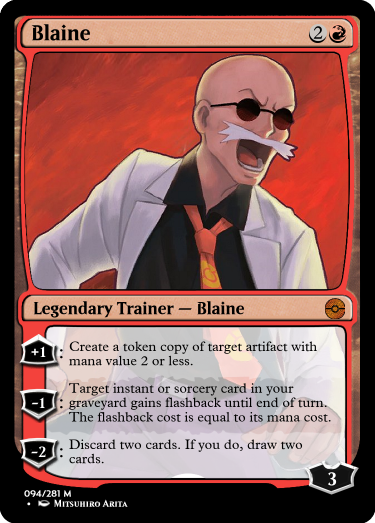 Blaine 2
Legendary Trainer — Blaine
+1: Create a token copy of target artifact with
mana value 2 or less.
Target instant or sorcery card in your
–1: graveyard gains flashback until end of turn.
The flashback cost is equal to its mana cost.
-2: Discard two cards. If you do, draw two
cards.
3
094/281 M
• Mitsuhiro Arita